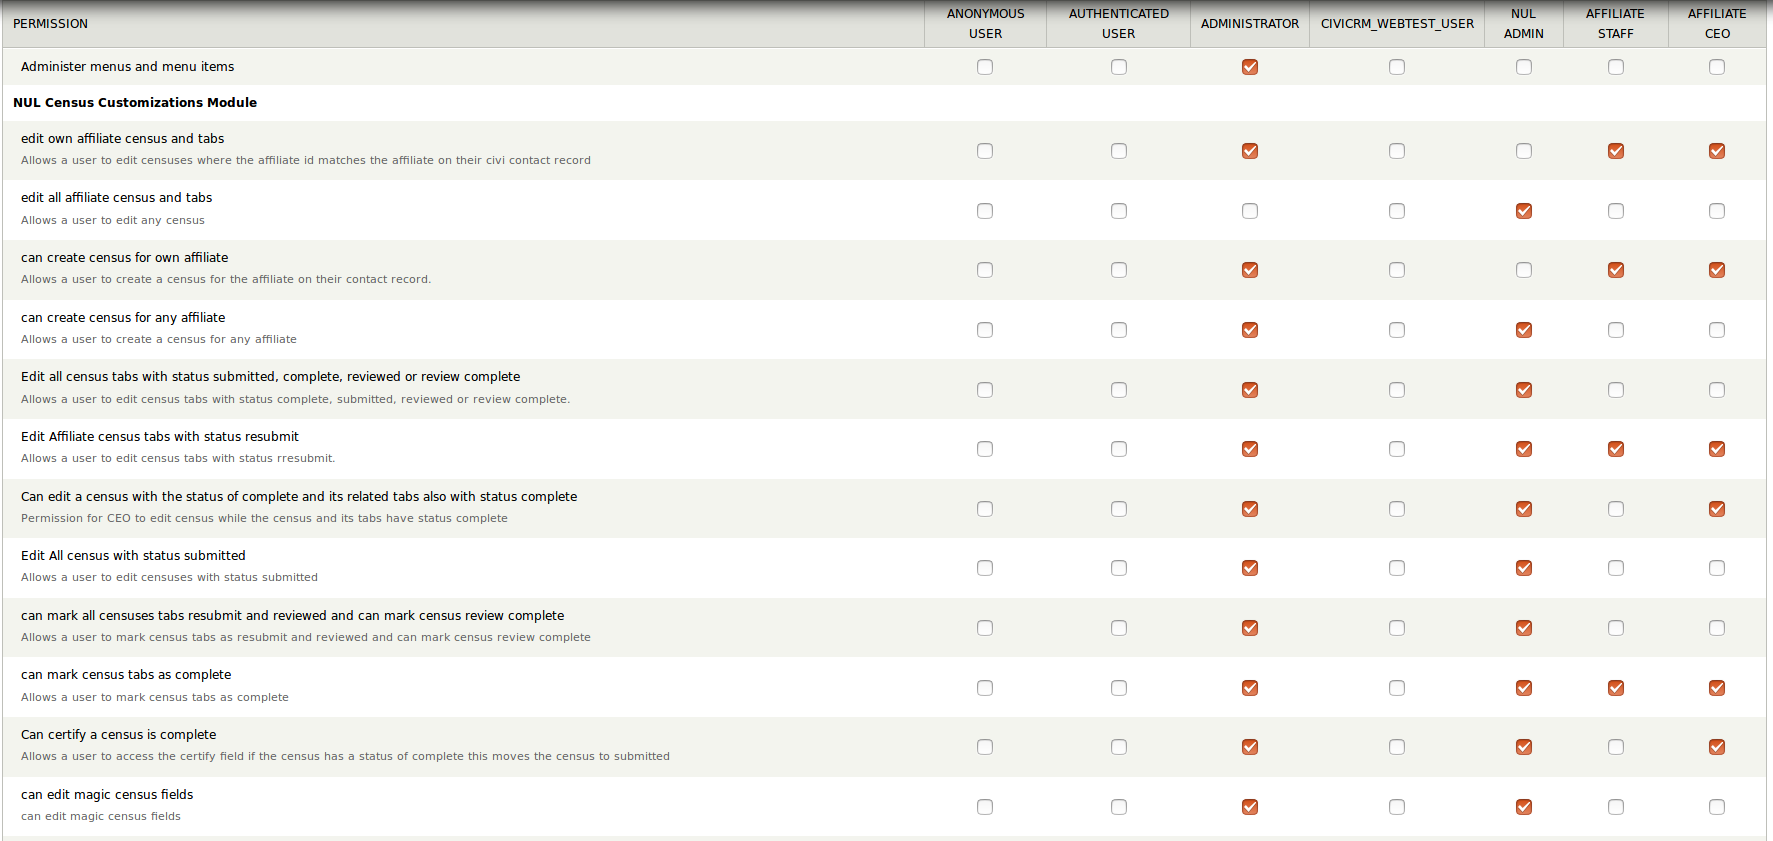 PERMISSION
ANONYMOUS
USER
AUTHENTICATED
USER
ADMINISTRATOR
CIVICRM_WEBTEST_USER
NUL
ADMIN
AFFILIATE
STAFF
AFFILIATE
CEO
Administer menus and menu items
NUL Census Customizations Module
edit own affiliate census and tabs
Allows a user to edit censuses where the affiliate id matches the affiliate on their civi contact record
edit all affiliate census and tabs
Allows a user to edit any census
can create census for own affiliate
Allows a user to create a census for the affiliate on their contact record.
can create census for any affiliate
Allows a user to create a census for any affiliate
Edit all census tabs with status submitted, complete, reviewed or review complete
Allows a user to edit census tabs with status complete, submitted, reviewed or review complete.
Edit Affiliate census tabs with status resubmit
Allows a user to edit census tabs with status rresubmit.
Can edit a census with the status of complete and its related tabs also with status complete
Permission for CEO to edit census while the census and its tabs have status complete
Edit All census with status submitted
Allows a user to edit censuses with status submitted
can mark all censuses tabs resubmit and reviewed and can mark census review complete
Allows a user to mark census tabs as resubmit and reviewed and can mark census review complete
can mark census tabs as complete
Allows a user to mark census tabs as complete
Can certify a census is complete
Allows a user to access the certify field if the census has a status of complete this moves the census to submitted
can edit magic census fields
can edit magic census fields